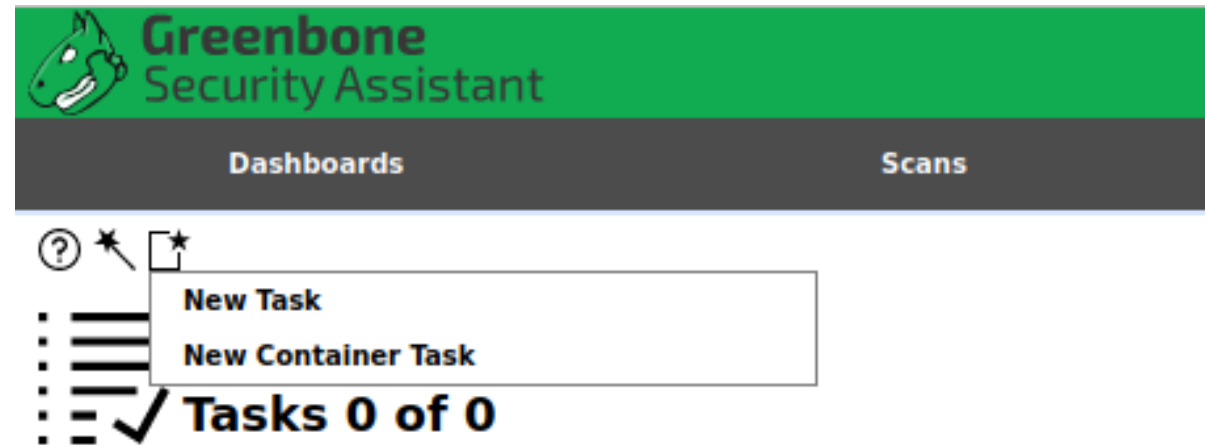 Greenbone
Security Assistant
Dashboards Scans
?
New Task
New Container Task
Tasks 0 of 0